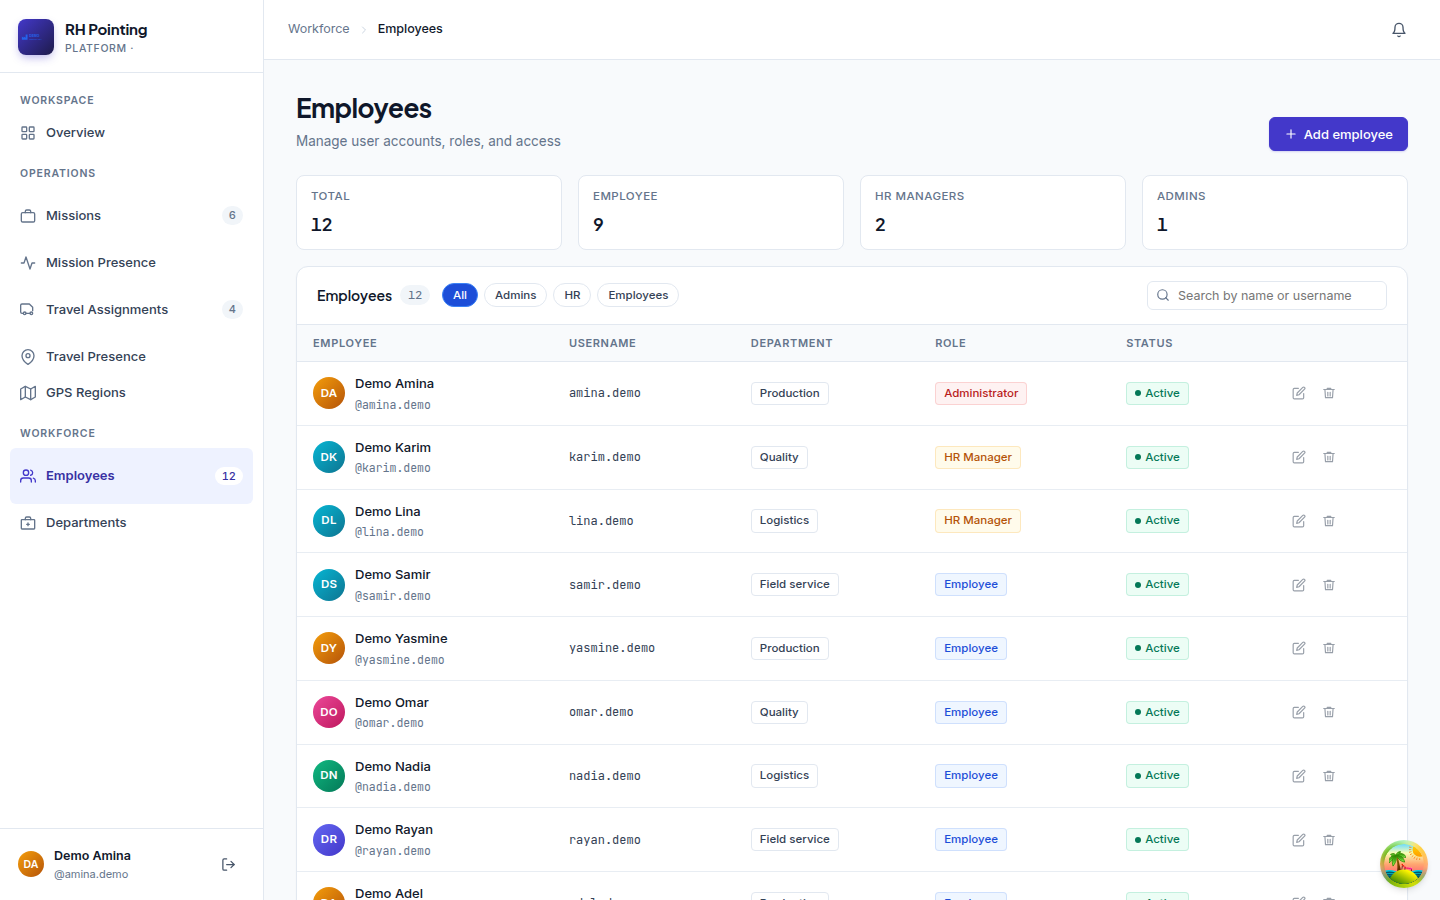 RH Pointing
PLATFORM ·
WORKSPACE
Overview
OPERATIONS
Missions 6
Mission Presence
Travel Assignments 4
Travel Presence
GPS Regions
WORKFORCE
Employees 12
Departments
Demo Amina
DA
@amina.demo
Workforce Employees
Employees
Manage user accounts, roles, and access
Add employee
TOTAL EMPLOYEE HR MANAGERS ADMINS
12 9 2 1
Employees 12 All Admins HR Employees Search by name or username
EMPLOYEE USERNAME DEPARTMENT ROLE STATUS
DA Demo Amina amina.demo Production Administrator Active
@amina.demo
DK Demo Karim karim.demo Quality HR Manager Active
@karim.demo
DL Demo Lina lina.demo Logistics HR Manager Active
@lina.demo
DS Demo Samir samir.demo Field service Employee Active
@samir.demo
DY Demo Yasmine yasmine.demo Production Employee Active
@yasmine.demo
DO Demo Omar omar.demo Quality Employee Active
@omar.demo
DN Demo Nadia nadia.demo Logistics Employee Active
@nadia.demo
DR Demo Rayan rayan.demo Field service Employee Active
@rayan.demo
Demo Adel